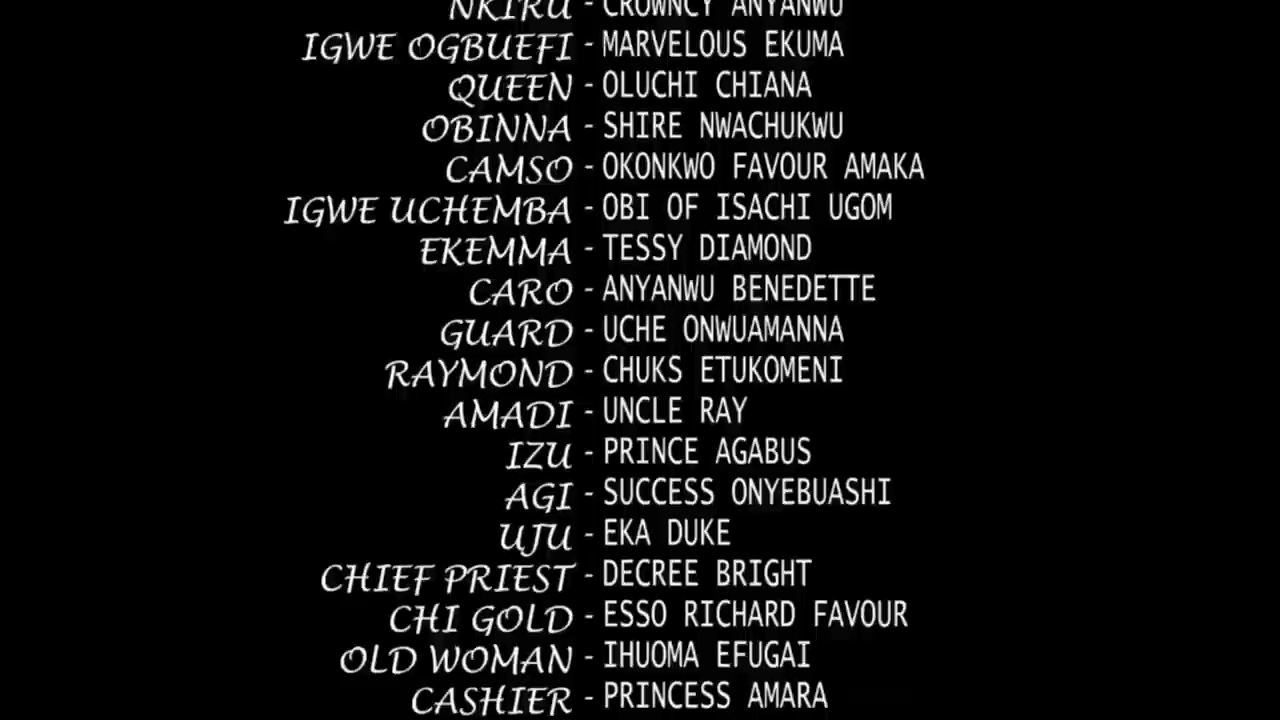 NKIRU - CROWNCY ANYANWU
IGWE OGBUEFI - MARVELOUS EKUMA
QUEEN - OLUCHI CHIANA
OBINNA - SHIRE NWACHUKWU
CAMSO - OKONKWO FAVOUR AMAKA
IGWE UCHEMBA - OBI OF ISACHI UGOM
EKEMMA - TESSY DIAMOND
CARO - ANYANWU BENEDETTE
GUARD - UCHE ONWUAMANNA
RAYMOND - CHUKS ETUKOMENI
AMADI - UNCLE RAY
IZU - PRINCE AGABUS
AGI - SUCCESS ONYEBUASHI
UJU - EKA DUKE
CHIEF PRIEST - DECREE BRIGHT
CHI GOLD - ESSO RICHARD FAVOUR
OLD WOMAN - IHUOMA EFUGAI
CASHIER - PRINCESS AMARA